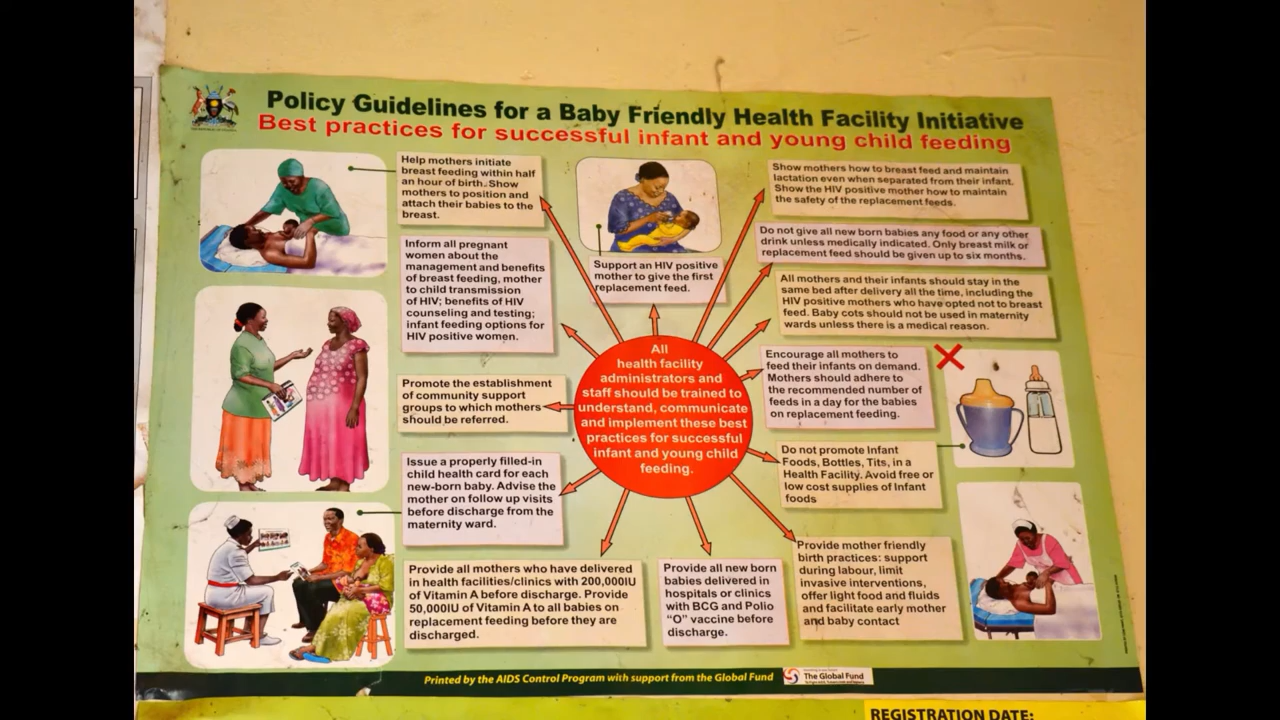 Policy Guidelines for a Baby Friendly Health Facility Initiative
Best practices for successful infant and young child feeding
Help mothers initiate
breast feeding within half
an hour of birth. Show
mothers to position and
attach their babies to the
breast.
Inform all pregnant
women about the
management and benefits
of breast feeding, mother
to child transmission
of HIV; benefits of HIV
counseling and testing;
infant feeding options for
HIV positive women.
Promote the establishment
of community support
groups to which mothers
should be referred.
Issue a properly filled-in
child health card for each
new-born baby. Advise the
mother on follow up visits
before discharge from the
maternity ward.
Provide all mothers who have delivered
in health facilities/clinics with 200,000IU
of Vitamin A before discharge. Provide
50,000IU of Vitamin A to all babies on
replacement feeding before they are
discharged.
Support an HIV positive
mother to give the first
replacement feed.
All
health facility
administrators and
staff should be trained to
understand, communicate
and implement these best
practices for successful
infant and young child
feeding.
Provide all new born
babies delivered in
hospitals or clinics
with BCG and Polio
"O" vaccine before
discharge.
Show mothers how to breast feed and maintain
lactation even when separated from their infant.
Show the HIV positive mother how to maintain
the safety of the replacement feeds.
Do not give all new born babies any food or any other
drink unless medically indicated. Only breast milk or
replacement feed should be given up to six months.
All mothers and their infants should stay in the
same bed after delivery all the time, including the
HIV positive mothers who have opted not to breast
feed. Baby cots should not be used in maternity
wards unless there is a medical reason.
Encourage all mothers to
feed their infants on demand.
Mothers should adhere to
the recommended number of
feeds in a day for the babies
on replacement feeding.
Do not promote Infant
Foods, Bottles, Tits, in a
Health Facility. Avoid free or
low cost supplies of Infant
foods
Provide mother friendly
birth practices: support
during labour, limit
invasive interventions,
offer light food and fluids
and facilitate early mother
and baby contact
Printed by the AIDS Control Program with support from the Global Fund
The Global Fund
REGISTRATION DATE: